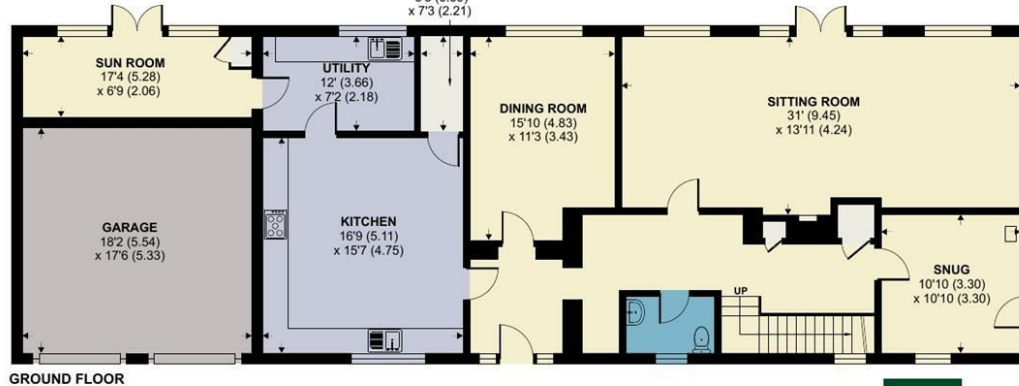 x 7'3 (2.21)
SUN ROOM
17'4 (5.28)
x 6'9 (2.06)
UTILITY
12' (3.66)
x 7'2 (2.18)
DINING ROOM
15'10 (4.83)
x 11'3 (3.43)
SITTING ROOM
31' (9.45)
x 13'11 (4.24)
GARAGE
18'2 (5.54)
x 17'6 (5.33)
KITCHEN
16'9 (5.11)
x 15'7 (4.75)
SNUG
10'10 (3.30)
x 10'10 (3.30)
UP
GROUND FLOOR